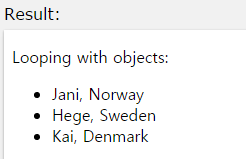 Result:
Looping with objects:
Jani, Norway
Hege, Sweden
Kai, Denmark